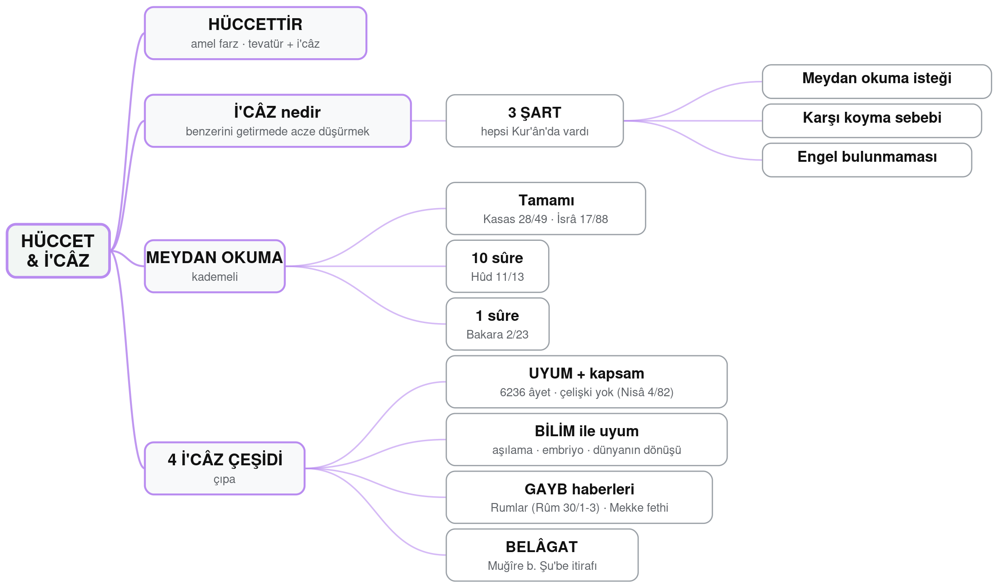 HÜCCET
& İ'CÂZ
HÜCCETTİR
amel farz · tevatür + i'câz
İ'CÂZ nedir
benzerini getirmede acze düşürmek
3 ŞART
hepsi Kur'ân'da vardı
Meydan okuma isteği
Karşı koyma sebebi
Engel bulunmaması
MEYDAN OKUMA
kademeli
Tamamı
Kasas 28/49 · İsrâ 17/88
10 sûre
Hûd 11/13
1 sûre
Bakara 2/23
4 İ'CÂZ ÇEŞİDİ
çıpa
UYUM + kapsam
6236 âyet · çelişki yok (Nisâ 4/82)
BİLİM ile uyum
aşılama · embriyo · dünyanın dönüşü
GAYB haberleri
Rumlar (Rûm 30/1-3) · Mekke fethi
BELÂGAT
Muğîre b. Şu'be itirafı